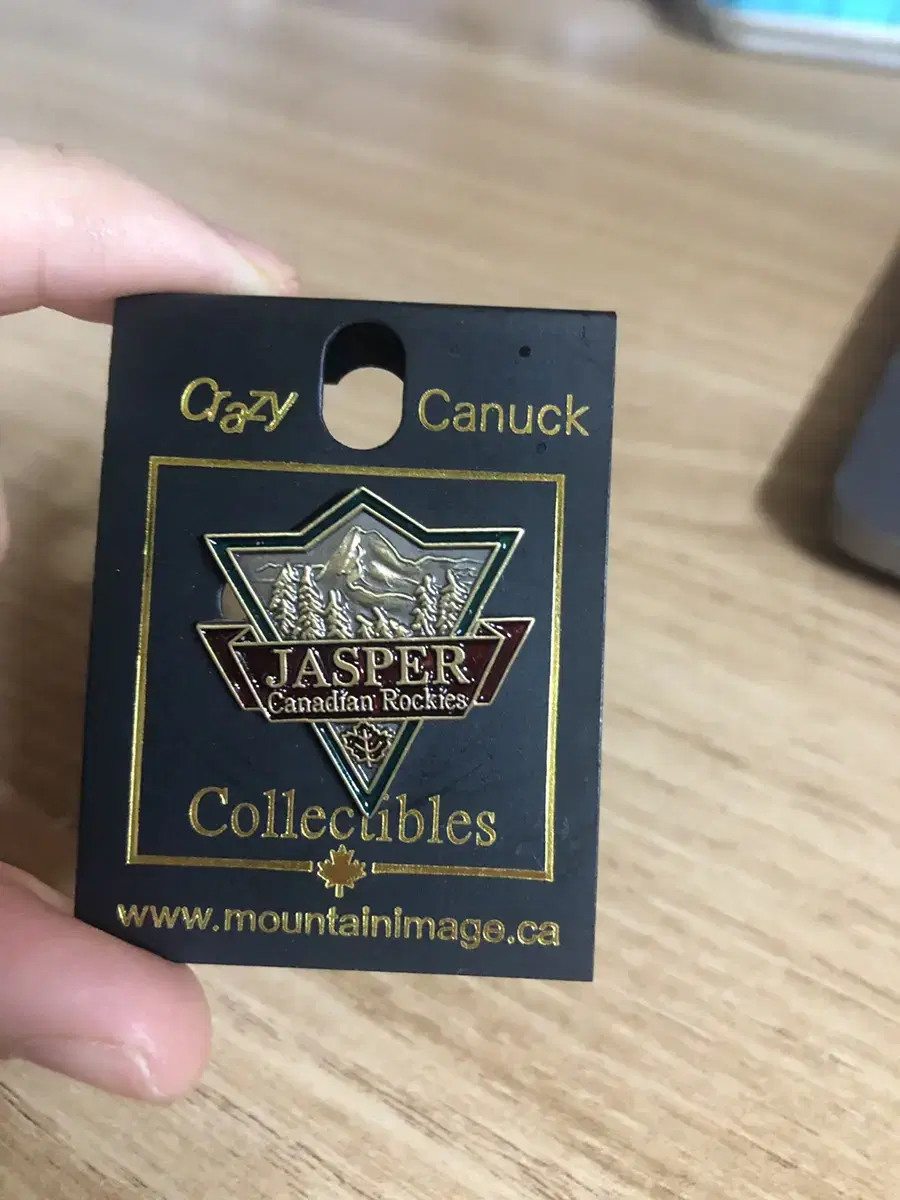 Crazy Canuck
JASPER
Canadian Rockies
Collectibles
www.mountainimage.ca